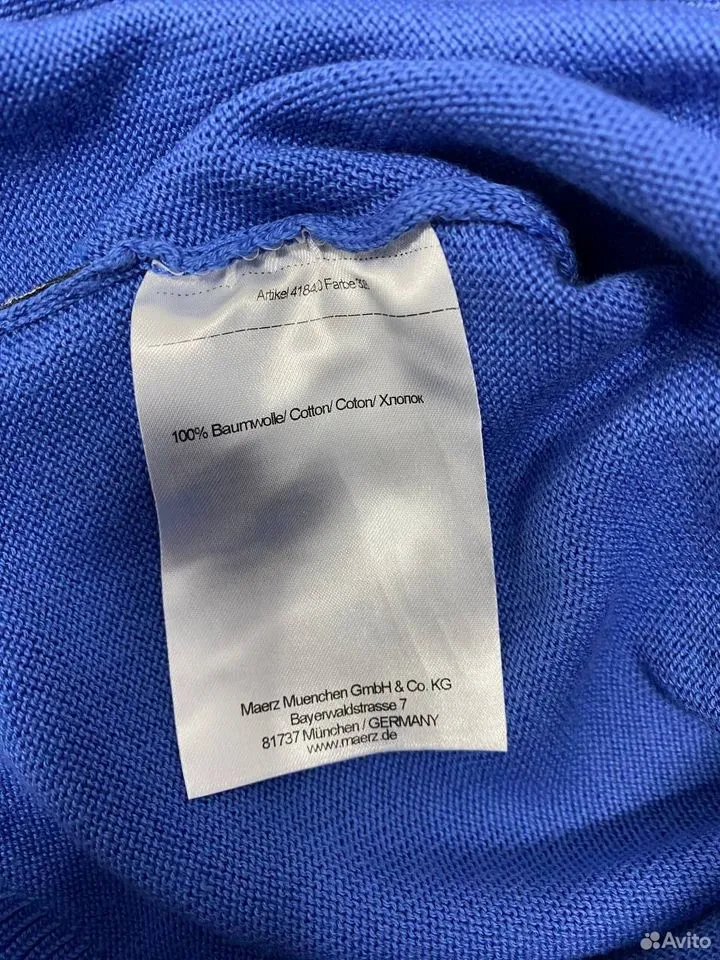 Artikel Farbe
100% Baumwolle/ Cotton/ Coton/ Хлопок
Maerz Muenchen GmbH & Co. KG
Bayerwaldstrasse 7
81737 München / GERMANY
www.maerz.de
Avito